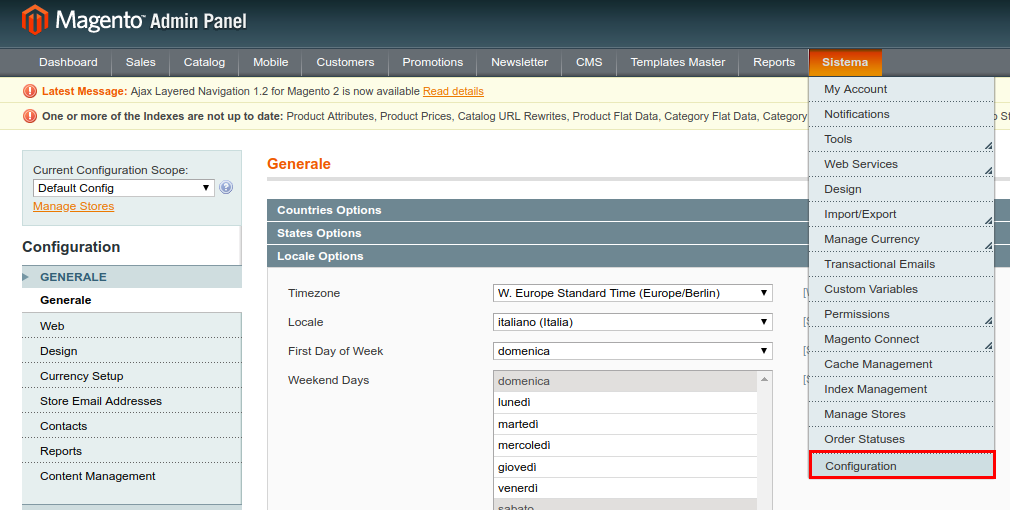 Magento Admin Panel
Dashboard Sales Catalog Mobile Customers Promotions Newsletter CMS Templates Master Reports Sistema
Latest Message: Ajax Layered Navigation 1.2 for Magento 2 is now available Read details
One or more of the Indexes are not up to date: Product Attributes, Product Prices, Catalog URL Rewrites, Product Flat Data, Category Flat Data, Category
My Account
Notifications
Tools
Web Services
Design
Import/Export
Manage Currency
Transactional Emails
Custom Variables
Permissions
Magento Connect
Cache Management
Index Management
Manage Stores
Order Statuses
Configuration
Current Configuration Scope:
Default Config
Manage Stores
Configuration
GENERALE
Generale
Web
Design
Currency Setup
Store Email Addresses
Contacts
Reports
Content Management
Generale
Countries Options
States Options
Locale Options
Timezone W. Europe Standard Time (Europe/Berlin)
Locale italiano (Italia)
First Day of Week domenica
Weekend Days domenica
lunedì
martedì
mercoledì
giovedì
venerdì
sabato